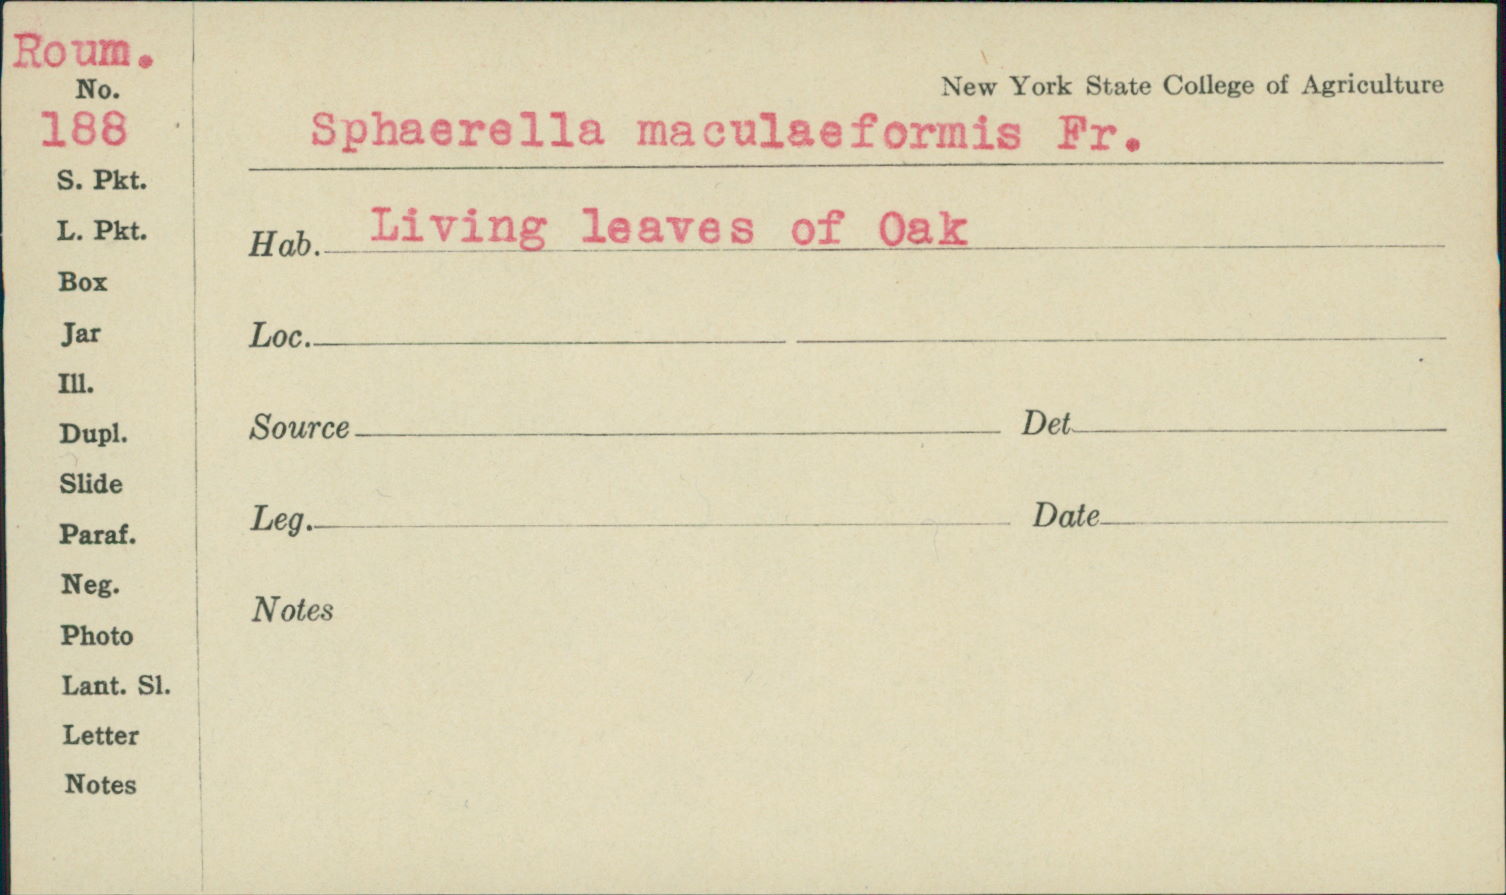 Roum.
No.
188
S. Pkt.
L. Pkt.
Box
Jar
Ill.
Dupl.
Slide
Paraf.
Neg.
Photo
Lant. Sl.
Letter
Notes
New York State College of Agriculture
Sphaerella maculaeformis Fr.
Hab. Living leaves of Oak
Loc.
Source Det
Leg. Date
Notes